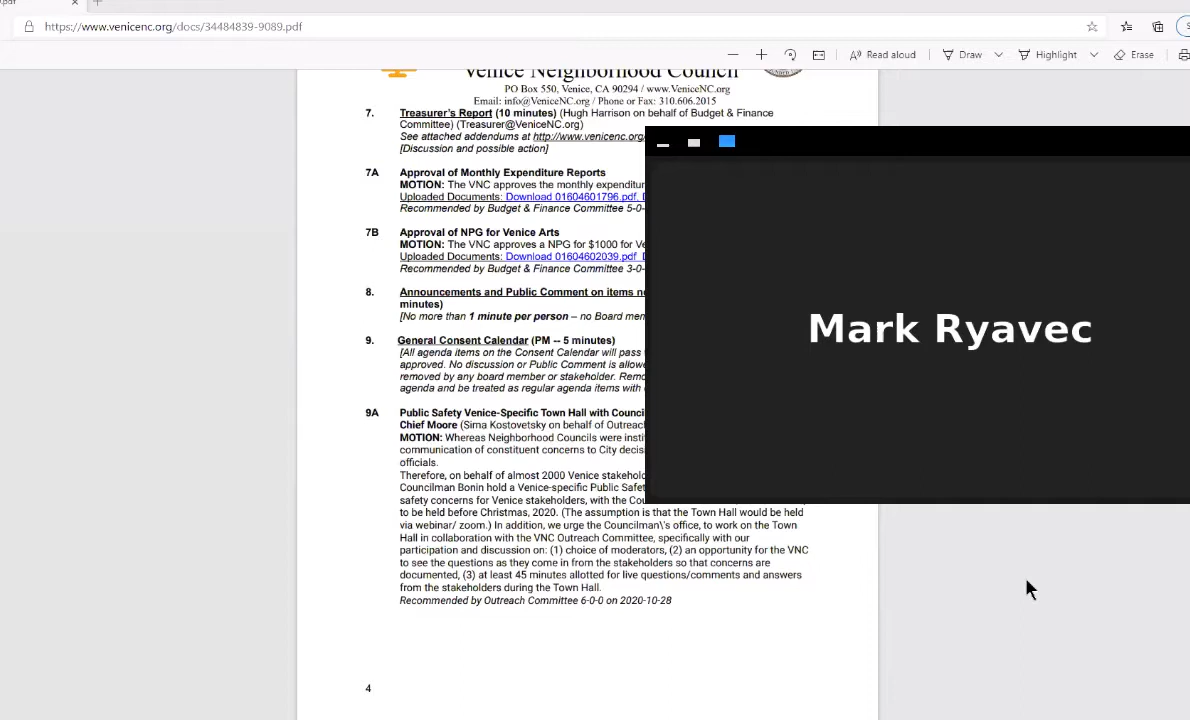 .pdf
https://www.venicenc.org/docs/34484839-9089.pdf
Read aloud
Draw
Highlight
Erase
Venice Neighborhood Council
PO Box 550, Venice, CA 90294 / www.VeniceNC.org
Email: info@VeniceNC.org / Phone or Fax: 310.606.2015
7. Treasurer's Report (10 minutes) (Hugh Harrison on behalf of Budget & Finance
Committee) (Treasurer@VeniceNC.org)
See attached addendums at http://www.venicenc.org/
[Discussion and possible action]
7A Approval of Monthly Expenditure Reports
MOTION: The VNC approves the monthly expenditur
Uploaded Documents: Download 01604601796.pdf,
Recommended by Budget & Finance Committee 5-0-
7B Approval of NPG for Venice Arts
MOTION: The VNC approves a NPG for $1000 for Ve
Uploaded Documents: Download 01604602039.pdf
Recommended by Budget & Finance Committee 3-0-
8. Announcements and Public Comment on items n
minutes)
[No more than 1 minute per person – no Board mem
9. General Consent Calendar (PM -- 5 minutes)
[All agenda items on the Consent Calendar will pass
approved. No discussion or Public Comment is allowe
removed by any board member or stakeholder. Remo
agenda and be treated as regular agenda items with
9A Public Safety Venice-Specific Town Hall with Counci
Chief Moore (Sima Kostovetsky on behalf of Outreac
MOTION: Whereas Neighborhood Councils were insti
communication of constituent concerns to City decis
officials.
Therefore, on behalf of almost 2000 Venice stakehol
Councilman Bonin hold a Venice-specific Public Safet
safety concerns for Venice stakeholders, with the Cou
to be held before Christmas, 2020. (The assumption is that the Town Hall would be held
via webinar/ zoom.) In addition, we urge the Councilman\'s office, to work on the Town
Hall in collaboration with the VNC Outreach Committee, specifically with our
participation and discussion on: (1) choice of moderators, (2) an opportunity for the VNC
to see the questions as they come in from the stakeholders so that concerns are
documented, (3) at least 45 minutes allotted for live questions/comments and answers
from the stakeholders during the Town Hall.
Recommended by Outreach Committee 6-0-0 on 2020-10-28
4
Mark Ryavec